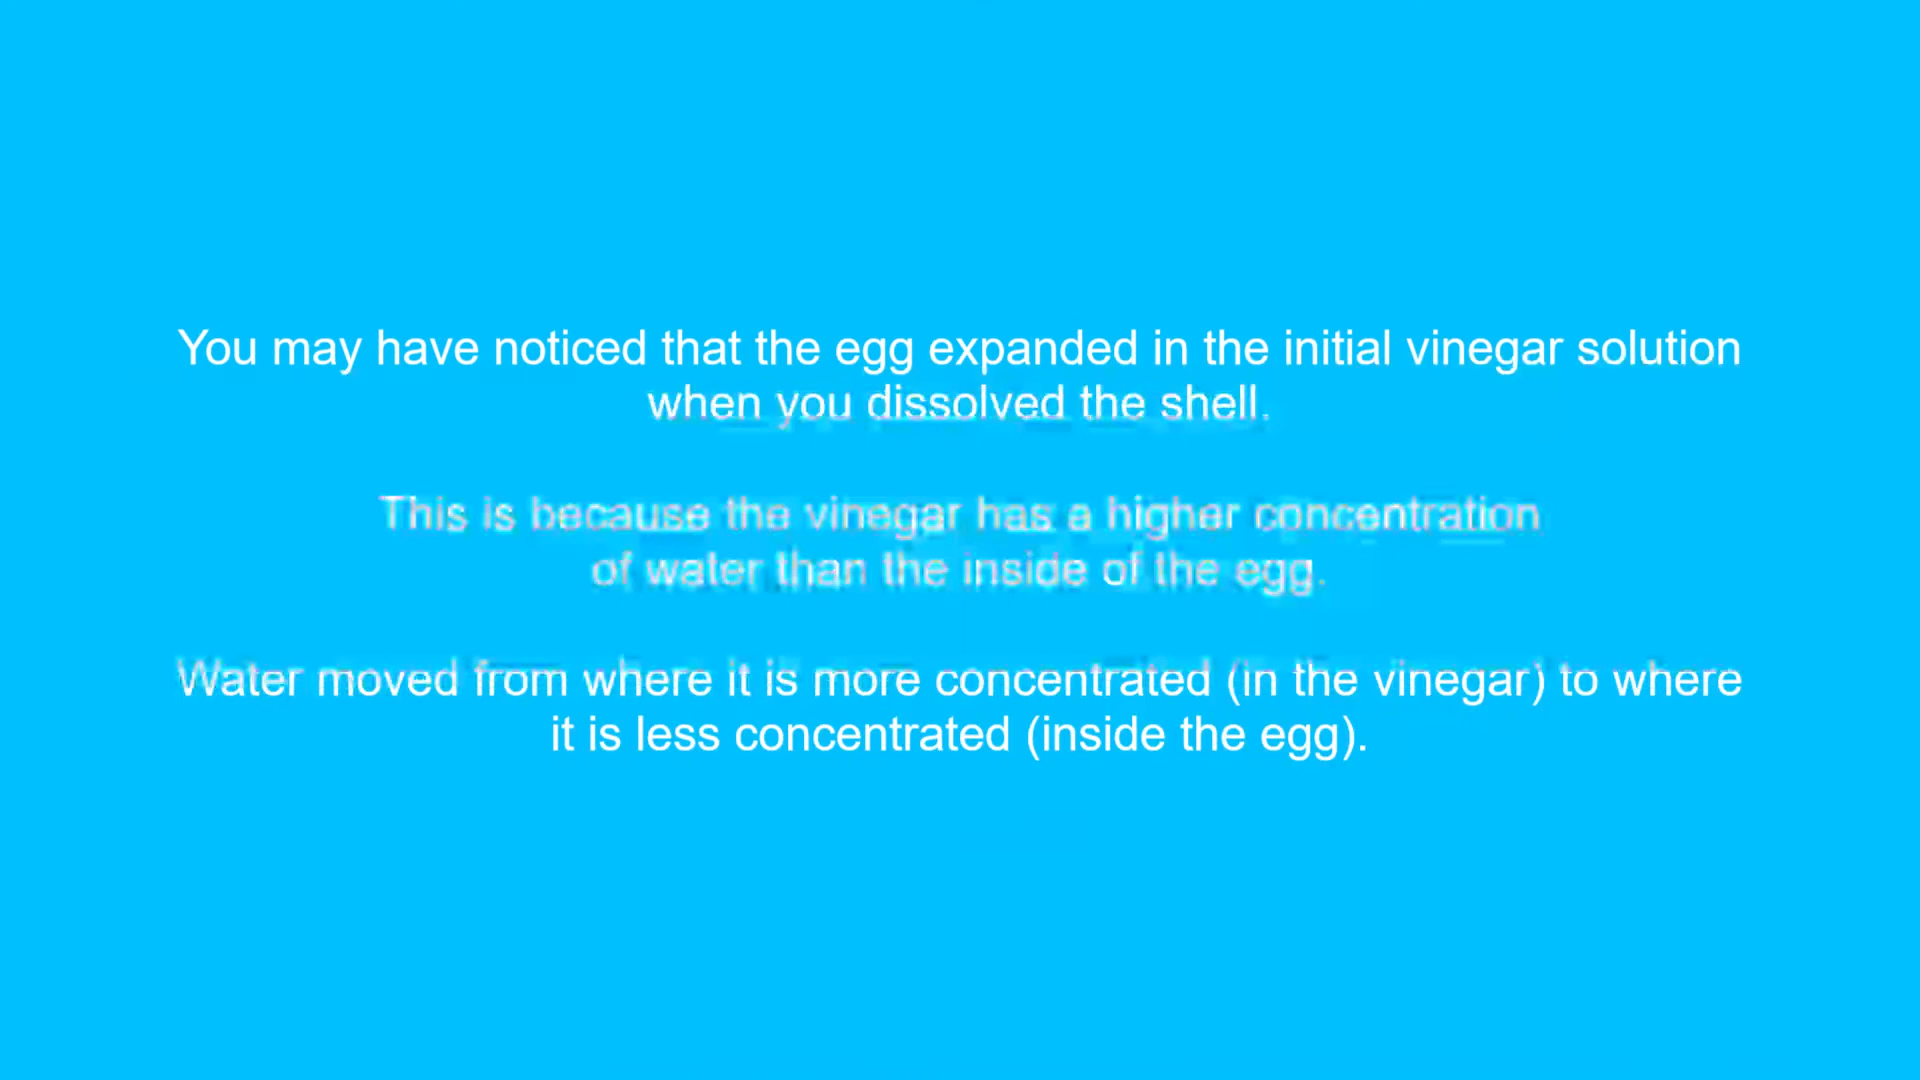 You may have noticed that the egg expanded in the initial vinegar solution
when you dissolved the shell.
This is because the vinegar has a higher concentration
of water than the inside of the egg.
Water moved from where it is more concentrated (in the vinegar) to where
it is less concentrated (inside the egg).